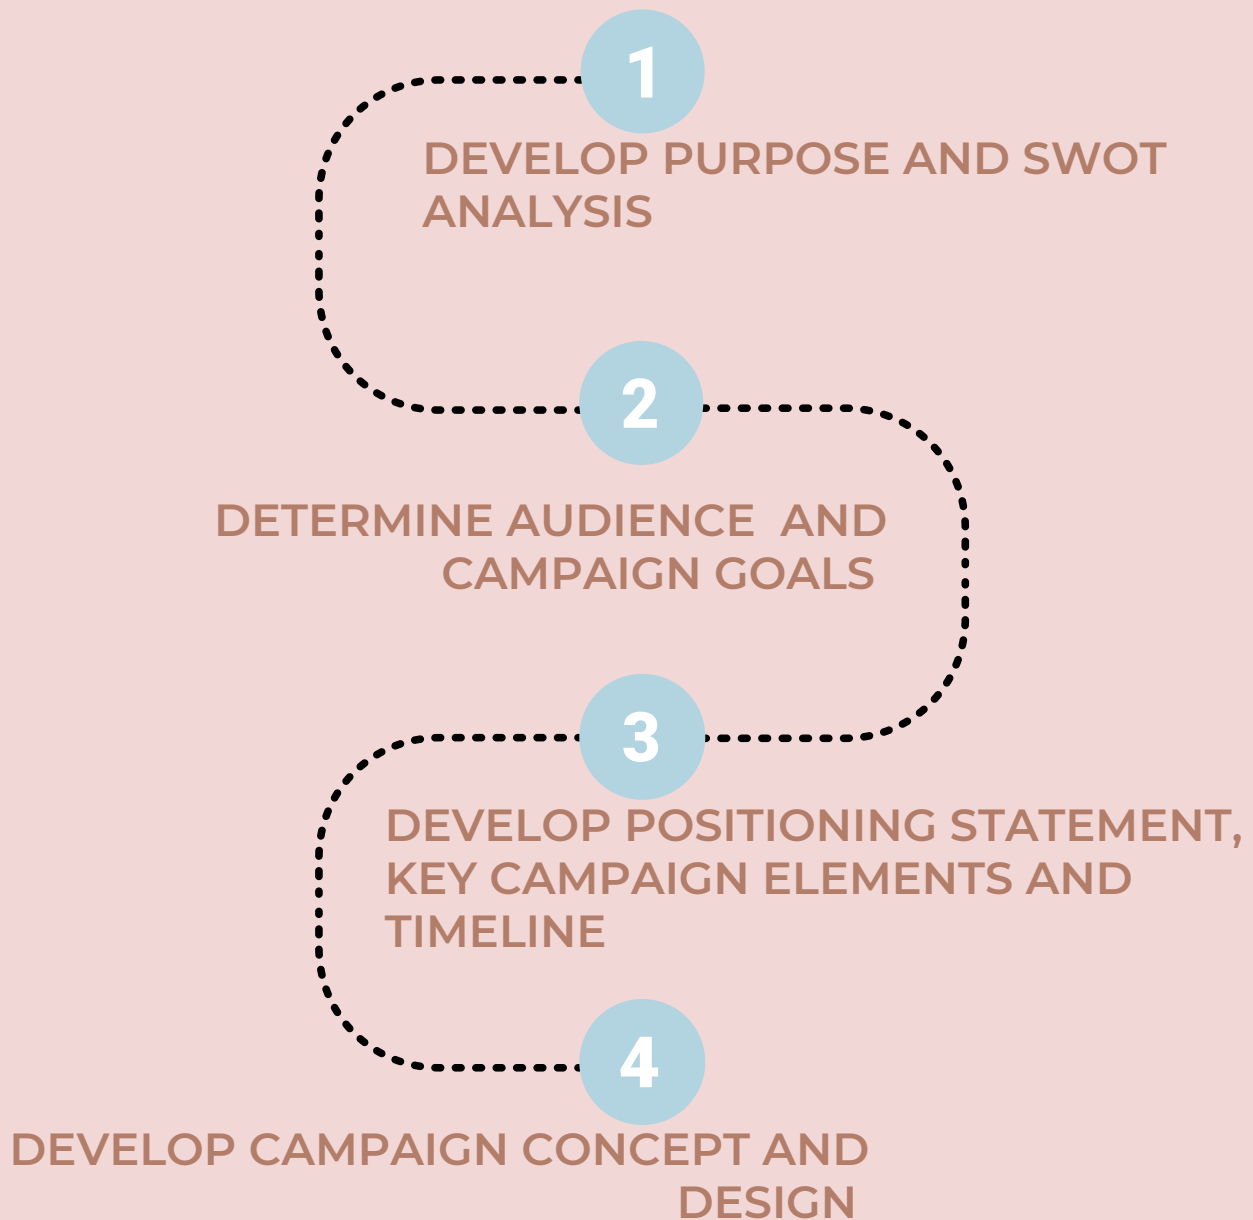 1
DEVELOP PURPOSE AND SWOT
ANALYSIS
2
DETERMINE AUDIENCE AND
CAMPAIGN GOALS
3
DEVELOP POSITIONING STATEMENT,
KEY CAMPAIGN ELEMENTS AND
TIMELINE
4
DEVELOP CAMPAIGN CONCEPT AND
DESIGN